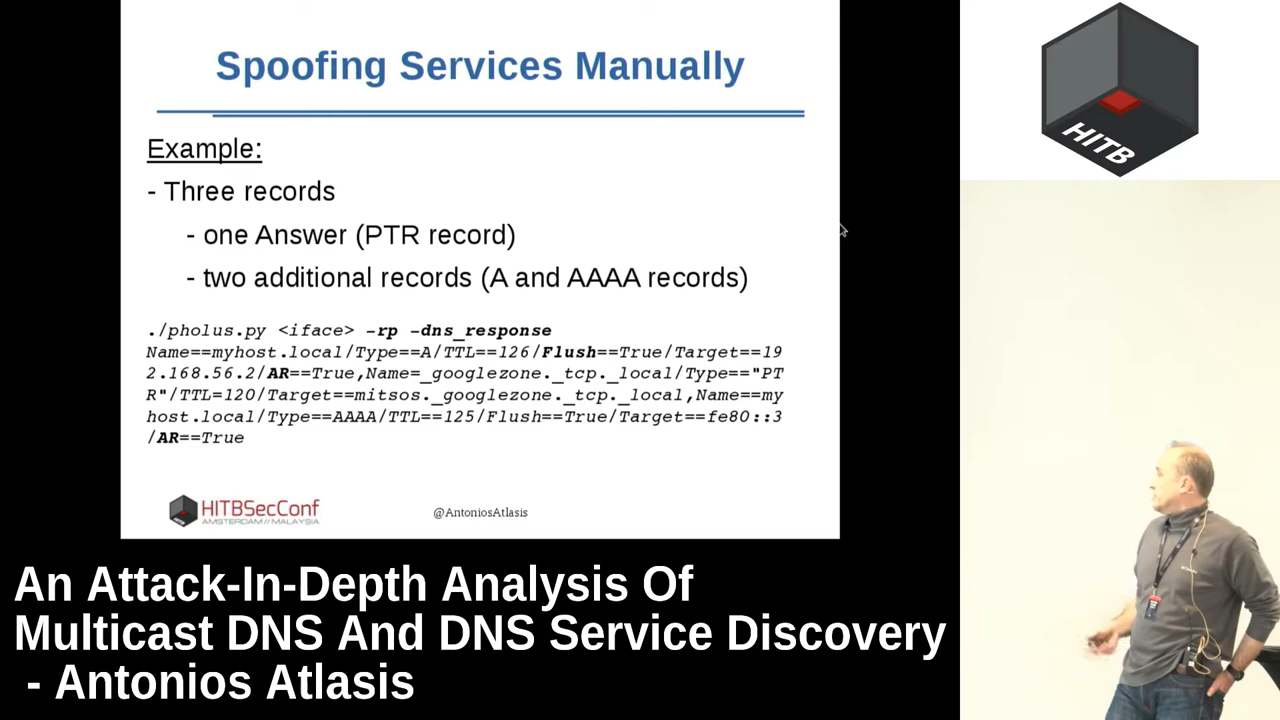 Spoofing Services Manually
Example:
- Three records
- one Answer (PTR record)
- two additional records (A and AAAA records)
./pholus.py <iface> -rp -dns_response
Name==myhost.local/Type==A/TTL==126/Flush==True/Target==19
2.168.56.2/AR==True,Name=_googlezone._tcp._local/Type=="PT
R"/TTL=120/Target==mitsos._googlezone._tcp._local,Name==my
host.local/Type==AAAA/TTL==125/Flush==True/Target==fe80::3
/AR==True
HITB
HITBSecConf
AMSTERDAM // MALAYSIA
@AntoniosAtlasis
HITB
An Attack-In-Depth Analysis Of
Multicast DNS And DNS Service Discovery
- Antonios Atlasis